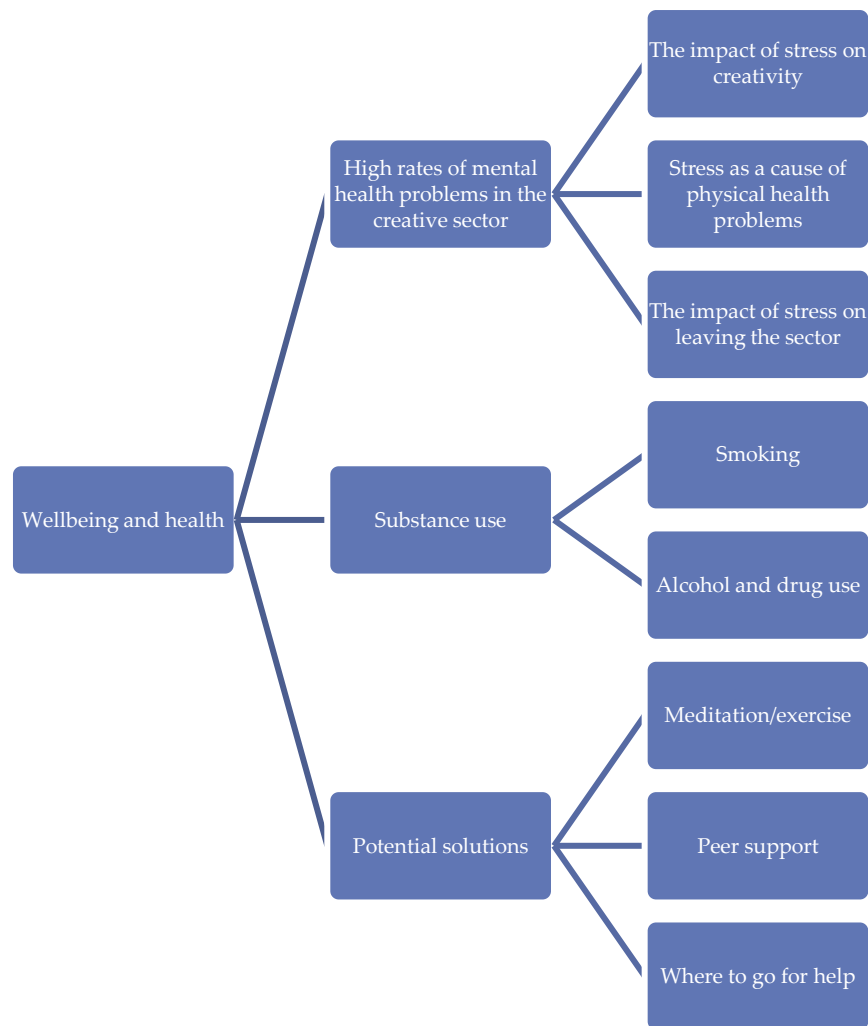 The impact of stress on
creativity
High rates of mental
health problems in the
creative sector
Stress as a cause of
physical health
problems
The impact of stress on
leaving the sector
Smoking
Wellbeing and health
Substance use
Alcohol and drug use
Meditation/exercise
Potential solutions
Peer support
Where to go for help